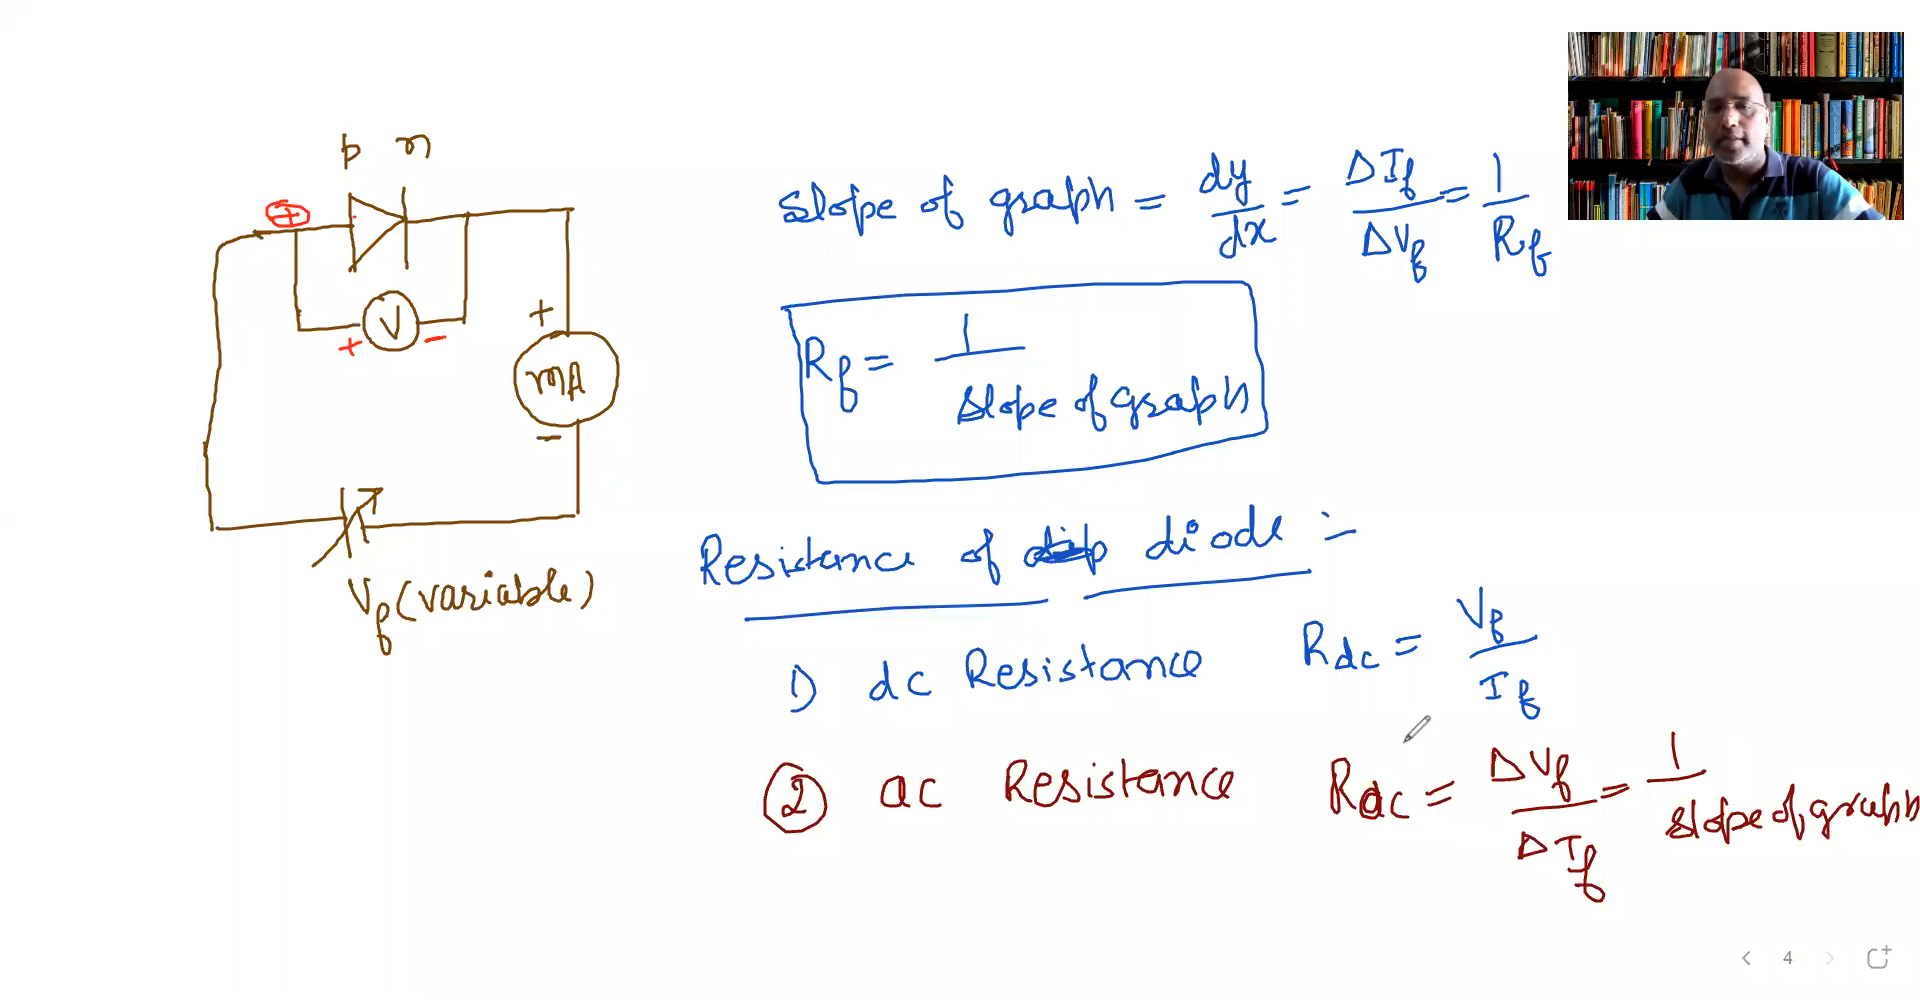 p n
+
V
+ -
+
mA
-
Vf (variable)
Slope of graph = dy/dx = ΔIf/ΔVf = 1/Rf
Rf = 1/Slope of graph
Resistance of diode :-
1) dc Resistance Rdc = Vf/If
② ac Resistance Rac = ΔVf/ΔIf = 1/slope of graph
4